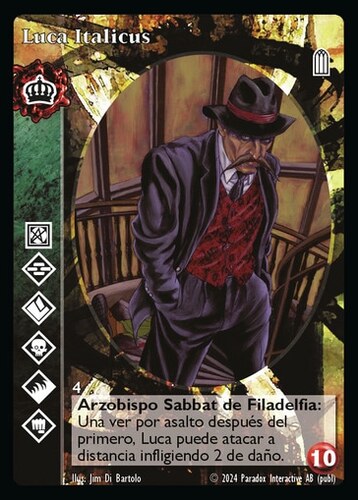 Luca Italicus
4
Arzobispo Sabbat de Filadelfia:
Una ver por asalto después del
primero, Luca puede atacar a
distancia infligiendo 2 de daño.
10
Illus: Jim Di Bartolo
© 2024 Paradox Interactive AB (publ)